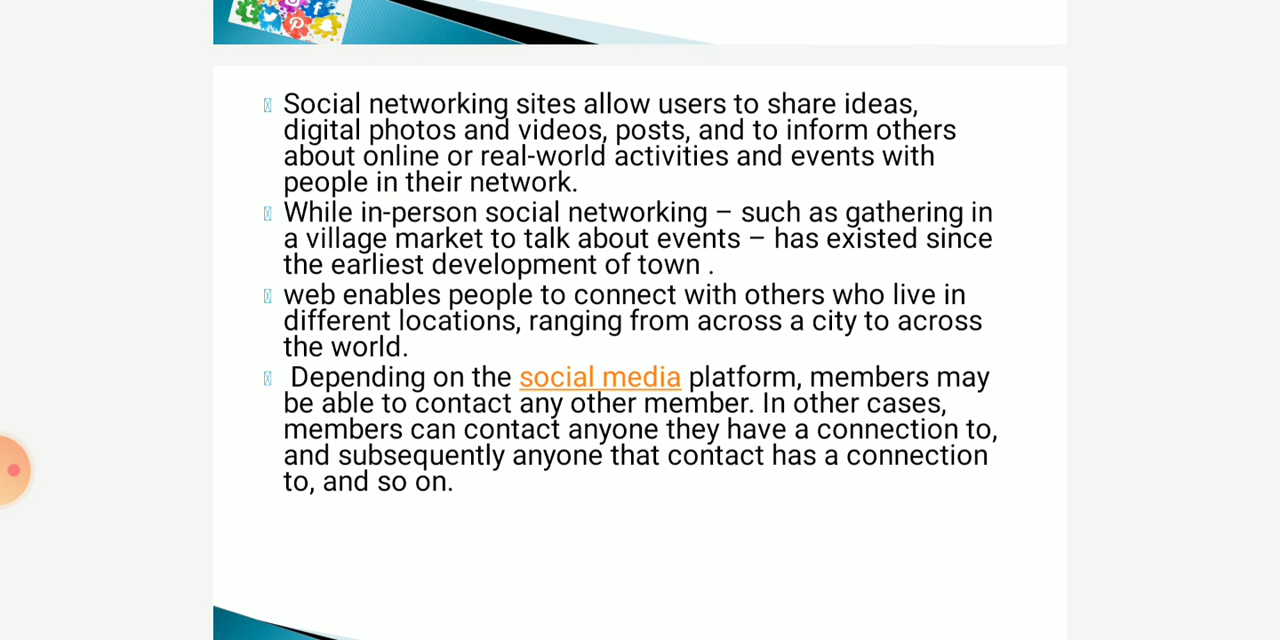 Social networking sites allow users to share ideas,
digital photos and videos, posts, and to inform others
about online or real-world activities and events with
people in their network.
While in-person social networking – such as gathering in
a village market to talk about events – has existed since
the earliest development of town .
web enables people to connect with others who live in
different locations, ranging from across a city to across
the world.
Depending on the social media platform, members may
be able to contact any other member. In other cases,
members can contact anyone they have a connection to,
and subsequently anyone that contact has a connection
to, and so on.